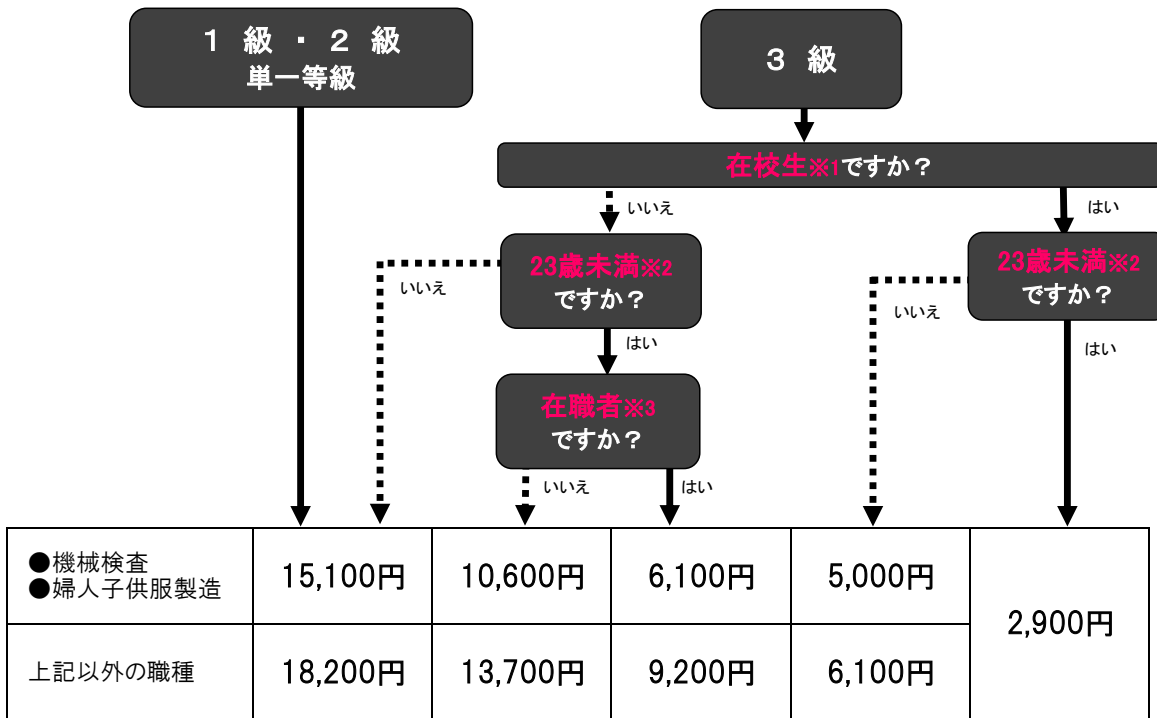 １ 級 ・ ２ 級
単一等級
３ 級
在校生※1ですか？
いいえ
はい
23歳未満※2
ですか？
23歳未満※2
ですか？
いいえ
いいえ
はい
はい
在職者※3
ですか？
いいえ
はい
●機械検査
●婦人子供服製造
15,100円
10,600円
6,100円
5,000円
2,900円
上記以外の職種
18,200円
13,700円
9,200円
6,100円